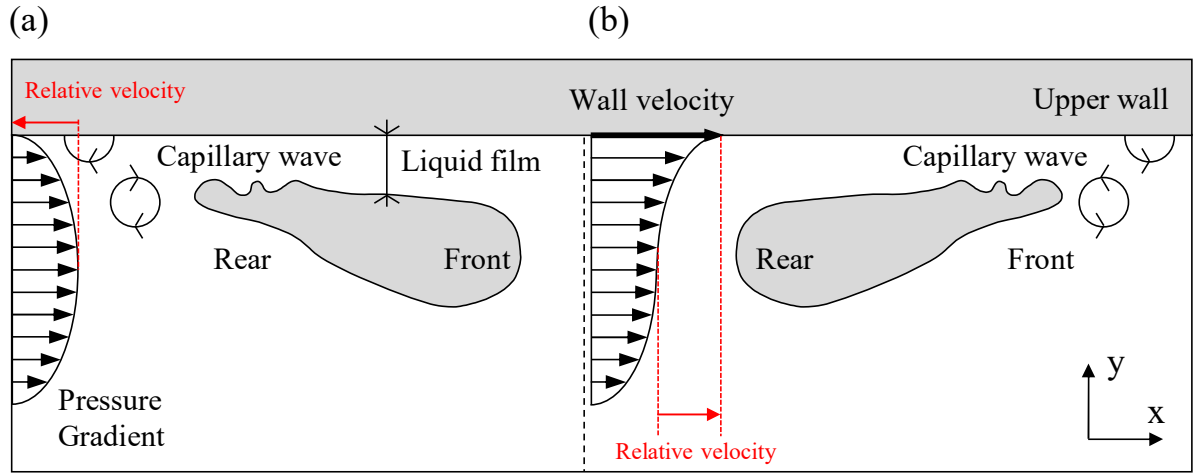 (a)
(b)
Relative velocity
Wall velocity
Upper wall
Capillary wave
Liquid film
Capillary wave
Rear
Front
Rear
Front
Pressure
Gradient
Relative velocity
y
x